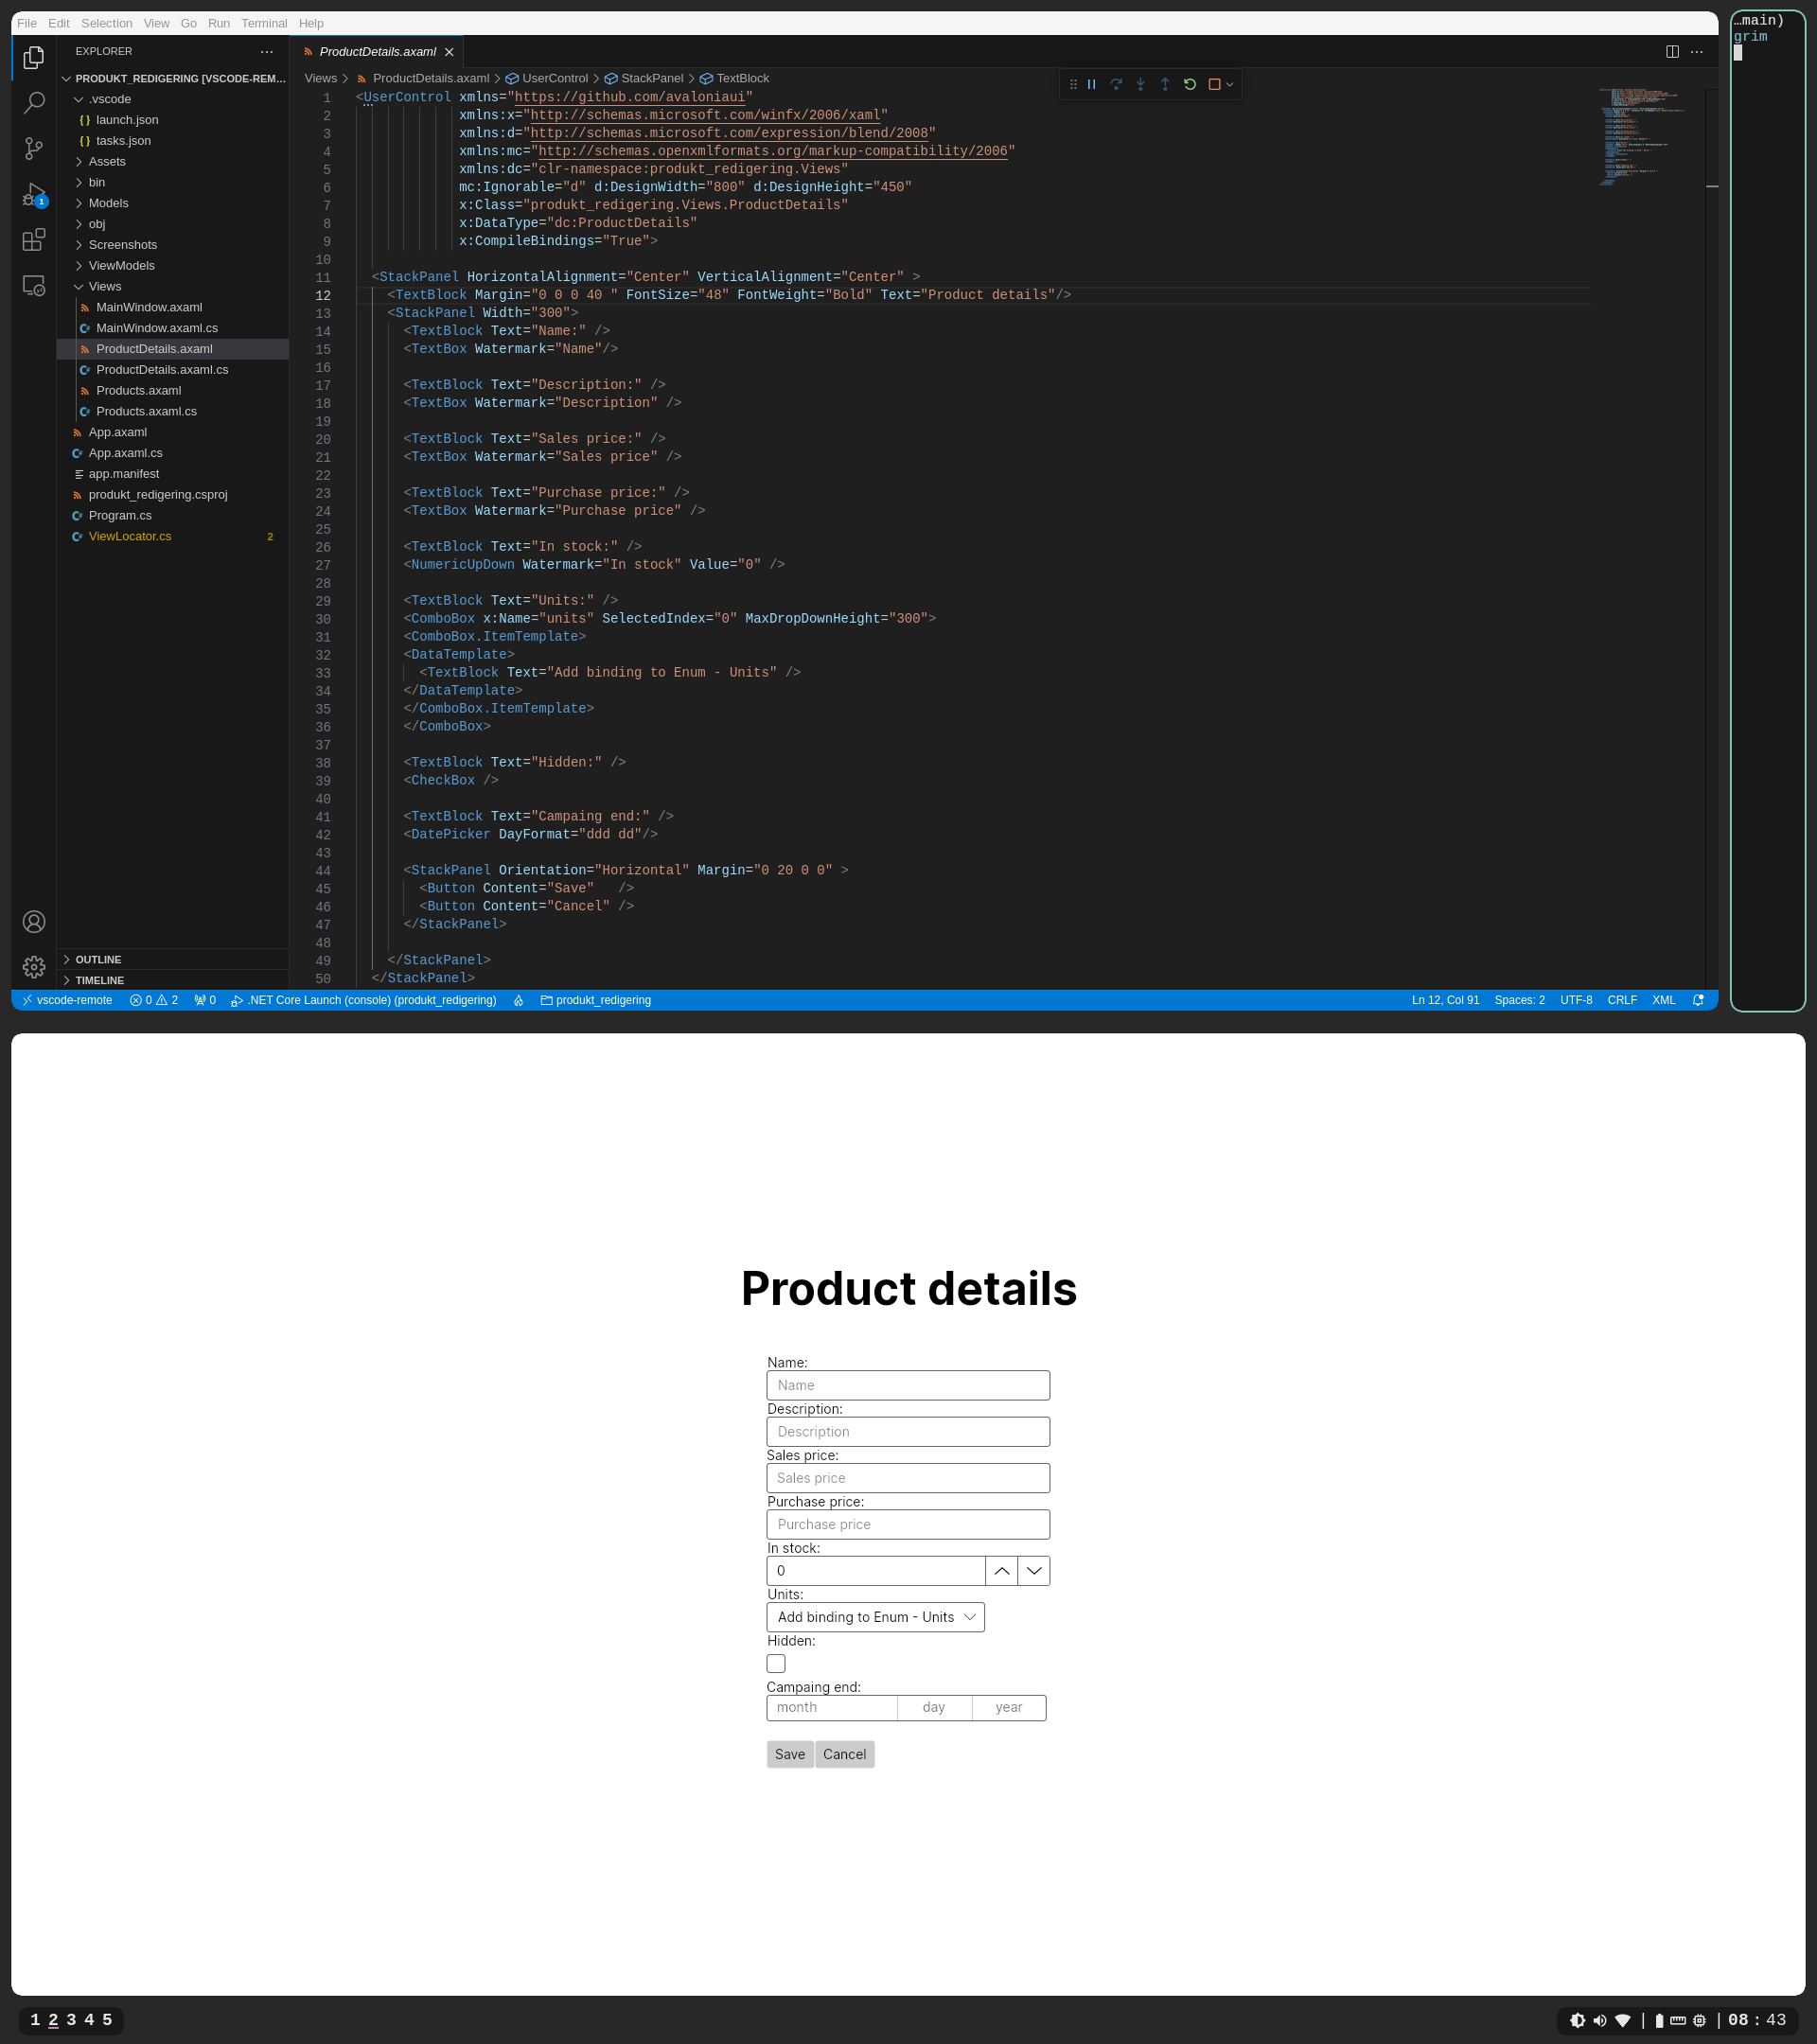 File Edit Selection View Go Run Terminal Help
EXPLORER
PRODUKT_REDIGERING [VSCODE-REM...
.vscode
{ } launch.json
{ } tasks.json
Assets
bin
Models
obj
Screenshots
ViewModels
Views
MainWindow.axaml
MainWindow.axaml.cs
ProductDetails.axaml
ProductDetails.axaml.cs
Products.axaml
Products.axaml.cs
App.axaml
App.axaml.cs
app.manifest
produkt_redigering.csproj
Program.cs
ViewLocator.cs 2
OUTLINE
TIMELINE
1
ProductDetails.axaml
Views > ProductDetails.axaml > UserControl > StackPanel > TextBlock
1 <UserControl xmlns="https://github.com/avaloniaui"
2 xmlns:x="http://schemas.microsoft.com/winfx/2006/xaml"
3 xmlns:d="http://schemas.microsoft.com/expression/blend/2008"
4 xmlns:mc="http://schemas.openxmlformats.org/markup-compatibility/2006"
5 xmlns:dc="clr-namespace:produkt_redigering.Views"
6 mc:Ignorable="d" d:DesignWidth="800" d:DesignHeight="450"
7 x:Class="produkt_redigering.Views.ProductDetails"
8 x:DataType="dc:ProductDetails"
9 x:CompileBindings="True">
10
11 <StackPanel HorizontalAlignment="Center" VerticalAlignment="Center" >
12 <TextBlock Margin="0 0 0 40 " FontSize="48" FontWeight="Bold" Text="Product details"/>
13 <StackPanel Width="300">
14 <TextBlock Text="Name:" />
15 <TextBox Watermark="Name"/>
16
17 <TextBlock Text="Description:" />
18 <TextBox Watermark="Description" />
19
20 <TextBlock Text="Sales price:" />
21 <TextBox Watermark="Sales price" />
22
23 <TextBlock Text="Purchase price:" />
24 <TextBox Watermark="Purchase price" />
25
26 <TextBlock Text="In stock:" />
27 <NumericUpDown Watermark="In stock" Value="0" />
28
29 <TextBlock Text="Units:" />
30 <ComboBox x:Name="units" SelectedIndex="0" MaxDropDownHeight="300">
31 <ComboBox.ItemTemplate>
32 <DataTemplate>
33 <TextBlock Text="Add binding to Enum - Units" />
34 </DataTemplate>
35 </ComboBox.ItemTemplate>
36 </ComboBox>
37
38 <TextBlock Text="Hidden:" />
39 <CheckBox />
40
41 <TextBlock Text="Campaing end:" />
42 <DatePicker DayFormat="ddd dd"/>
43
44 <StackPanel Orientation="Horizontal" Margin="0 20 0 0" >
45 <Button Content="Save" />
46 <Button Content="Cancel" />
47 </StackPanel>
48
49 </StackPanel>
50 </StackPanel>
vscode-remote 0 2 0 .NET Core Launch (console) (produkt_redigering) produkt_redigering Ln 12, Col 91 Spaces: 2 UTF-8 CRLF XML
…main)
grim
Product details
Name:
Name
Description:
Description
Sales price:
Sales price
Purchase price:
Purchase price
In stock:
0
Units:
Add binding to Enum - Units
Hidden:
Campaing end:
month day year
Save Cancel
1 2 3 4 5
| | 08:43